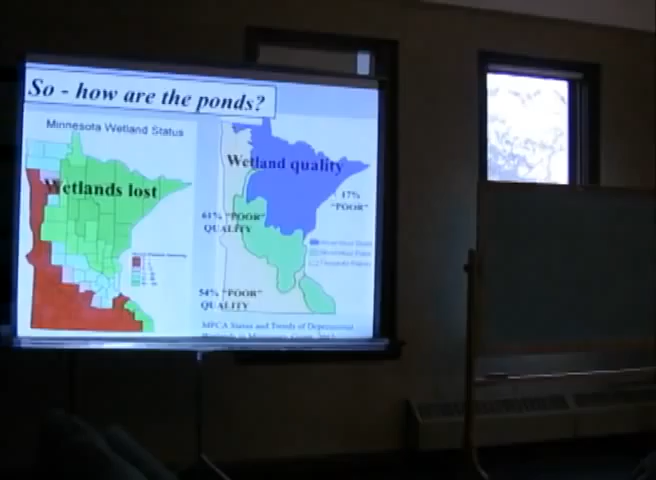 So - how are the ponds?
Minnesota Wetland Status
Wetlands lost
Wetland quality
17%
"POOR"
61% "POOR"
QUALITY
54% "POOR"
QUALITY
MPCA Status and Trends of Depressional